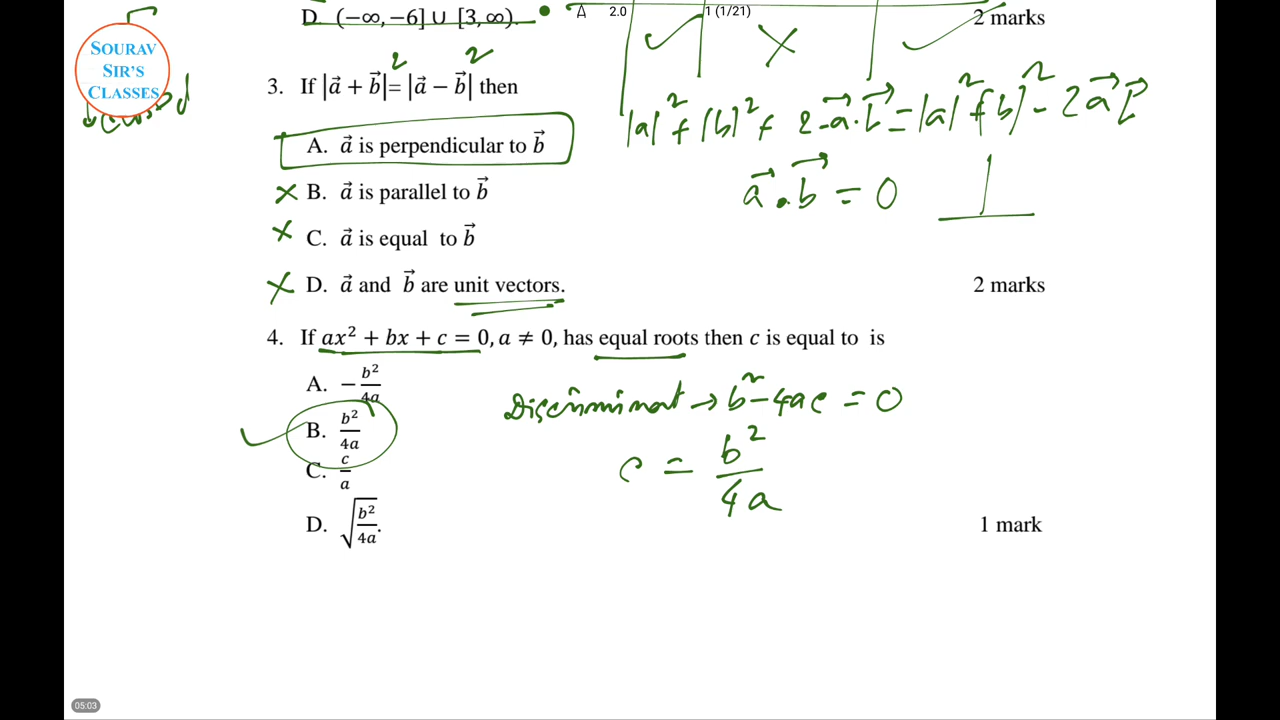 D. (−∞, −6] ∪ [3, ∞).
A 2.0 1 (1/21)
2 marks
SOURAV
SIR'S
CLASSES
3. If |a⃗ + b⃗|² = |a⃗ − b⃗|² then
|a|² + |b|² + 2 a⃗ . b⃗ = |a|² + |b|² - 2 a⃗ b⃗
A. a⃗ is perpendicular to b⃗
a⃗ . b⃗ = 0
× B. a⃗ is parallel to b⃗
× C. a⃗ is equal to b⃗
× D. a⃗ and b⃗ are unit vectors.
2 marks
4. If ax² + bx + c = 0, a ≠ 0, has equal roots then c is equal to is
A. −b²/4a
Discriminant → b² - 4ac = 0
B. b²/4a
c = b²/4a
C. c/a
D. √(b²/4a).
1 mark
05:03